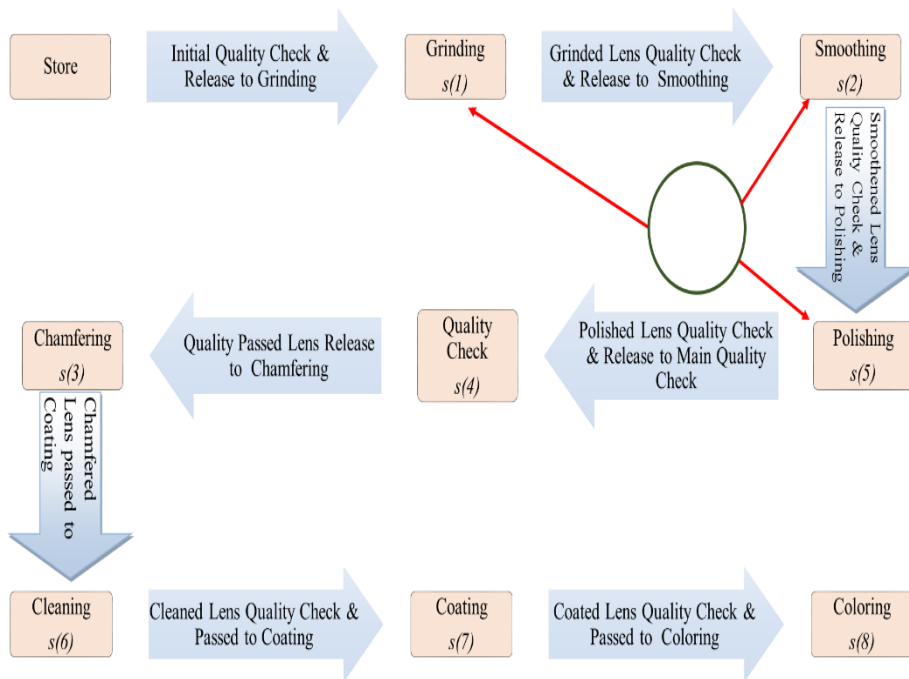 Store
Initial Quality Check &
Release to Grinding
Grinding
s(1)
Grinded Lens Quality Check
& Release to Smoothing
Smoothing
s(2)
Smoothened Lens
Quality Check &
Release to Polishing
Polishing
s(5)
Polished Lens Quality Check
& Release to Main Quality
Check
Quality
Check
s(4)
Quality Passed Lens Release
to Chamfering
Chamfering
s(3)
Chamfered
Lens passed to
Coating
Cleaning
s(6)
Cleaned Lens Quality Check &
Passed to Coating
Coating
s(7)
Coated Lens Quality Check &
Passed to Coloring
Coloring
s(8)